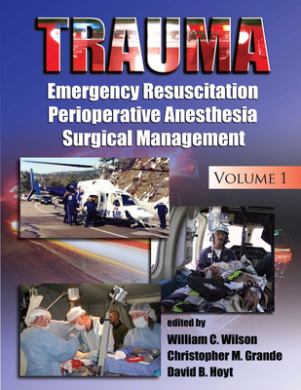 TRAUMA
Emergency Resuscitation
Perioperative Anesthesia
Surgical Management
VOLUME 1
edited by
William C. Wilson
Christopher M. Grande
David B. Hoyt